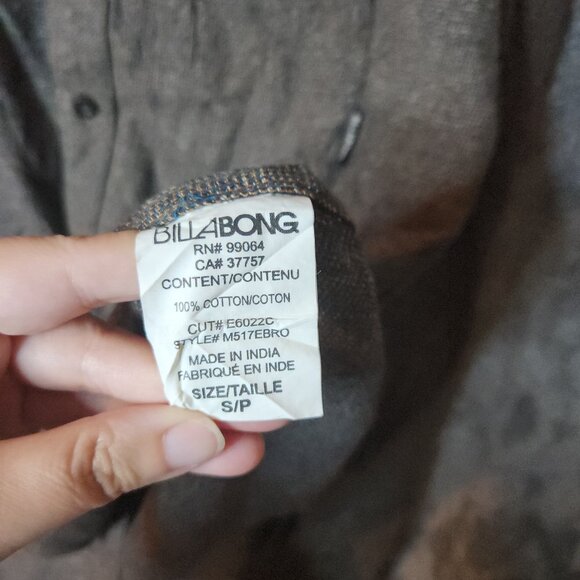 BILLABONG
RN# 99064
CA# 37757
CONTENT/CONTENU
100% COTTON/COTON
CUT# E6022C
STYLE# M517EBRO
MADE IN INDIA
FABRIQUÉ EN INDE
SIZE/TAILLE
S/P